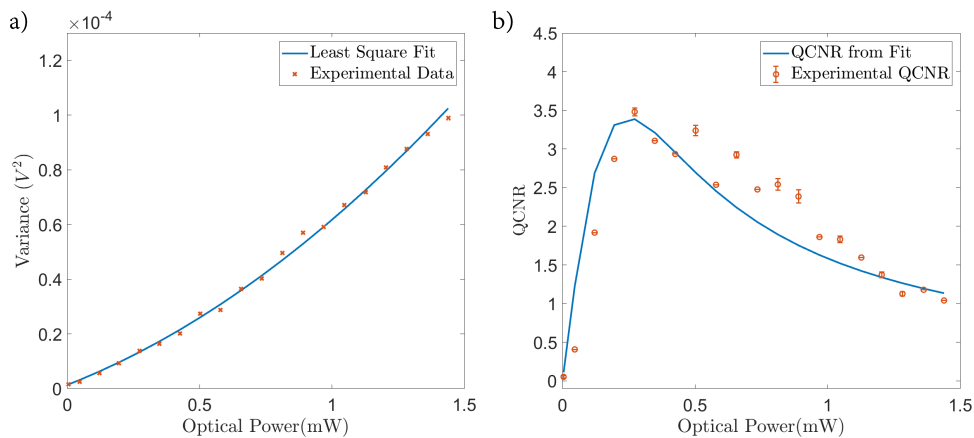 a)
×10⁻⁴
Least Square Fit
Experimental Data
Variance (V²)
1.2
1
0.8
0.6
0.4
0.2
0
0
0.5
1
1.5
Optical Power(mW)
b)
QCNR from Fit
Experimental QCNR
QCNR
4.5
4
3.5
3
2.5
2
1.5
1
0.5
0
0
0.5
1
1.5
Optical Power(mW)